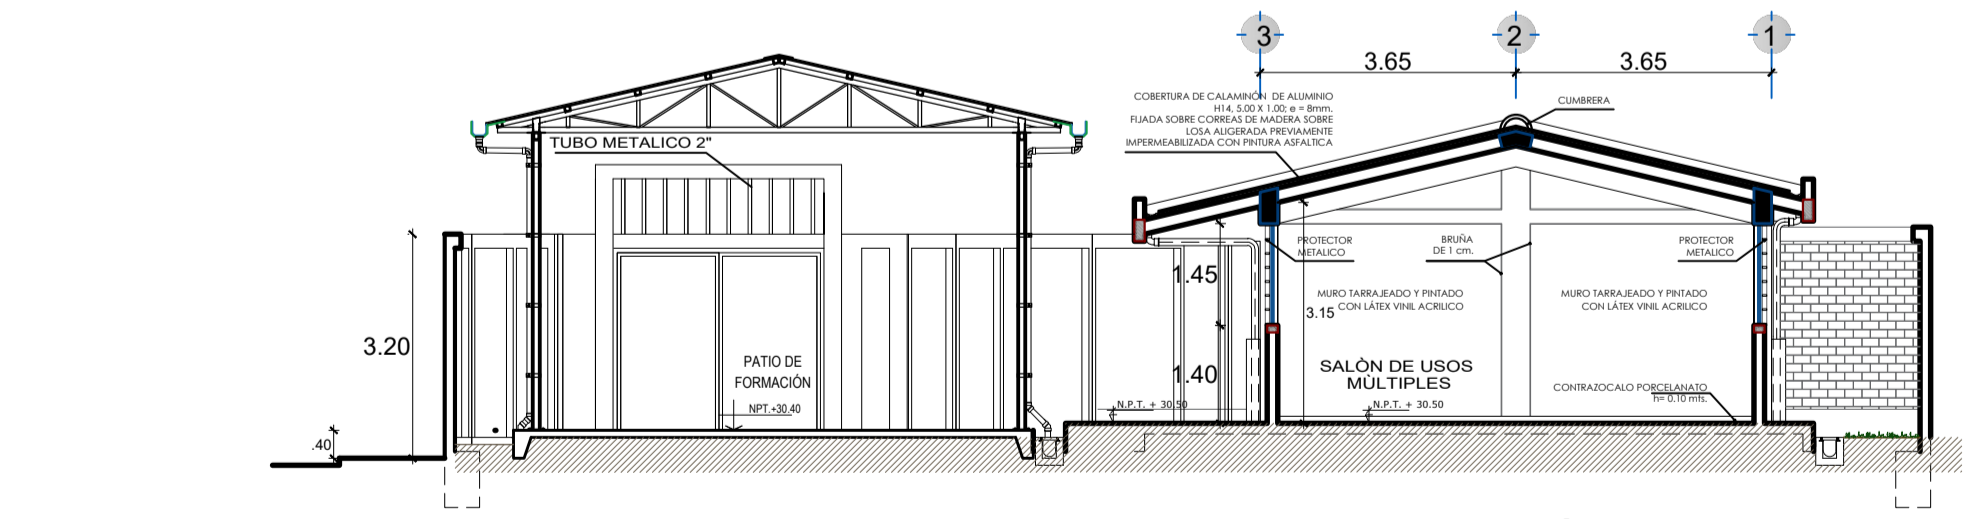 3
2
1
3.65
3.65
COBERTURA DE CALAMINÓN DE ALUMINIO
H14, 5.00 X 1.00; e = 8mm.
FIJADA SOBRE CORREAS DE MADERA SOBRE
LOSA ALIGERADA PREVIAMENTE
IMPERMEABILIZADA CON PINTURA ASFALTICA
CUMBRERA
TUBO METALICO 2"
PROTECTOR
METALICO
BRUÑA
DE 1 cm.
PROTECTOR
METALICO
1.45
MURO TARRAJEADO Y PINTADO
CON LÁTEX VINIL ACRILICO
MURO TARRAJEADO Y PINTADO
CON LÁTEX VINIL ACRILICO
3.15
3.20
PATIO DE
FORMACIÓN
NPT.+30.40
1.40
SALÒN DE USOS
MÙLTIPLES
CONTRAZOCALO PORCELANATO
h= 0.10 mts.
N.P.T. + 30.50
N.P.T. + 30.50
.40